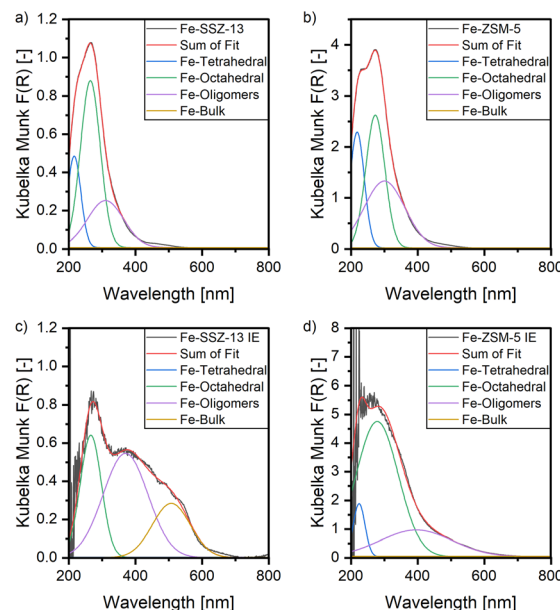 a)
Fe-SSZ-13
Sum of Fit
Fe-Tetrahedral
Fe-Octahedral
Fe-Oligomers
Fe-Bulk
Kubelka Munk F(R) [-]
1.2
1.0
0.8
0.6
0.4
0.2
0.0
200 400 600 800
Wavelength [nm]
b)
Fe-ZSM-5
Sum of Fit
Fe-Tetrahedral
Fe-Octahedral
Fe-Oligomers
Fe-Bulk
Kubelka Munk F(R) [-]
4
3
2
1
0
200 400 600 800
Wavelength [nm]
c)
Fe-SSZ-13 IE
Sum of Fit
Fe-Tetrahedral
Fe-Octahedral
Fe-Oligomers
Fe-Bulk
Kubelka Munk F(R) [-]
1.2
1.0
0.8
0.6
0.4
0.2
0.0
200 400 600 800
Wavelength [nm]
d)
Fe-ZSM-5 IE
Sum of Fit
Fe-Tetrahedral
Fe-Octahedral
Fe-Oligomers
Fe-Bulk
Kubelka Munk F(R) [-]
8
7
6
5
4
3
2
1
0
200 400 600 800
Wavelength [nm]